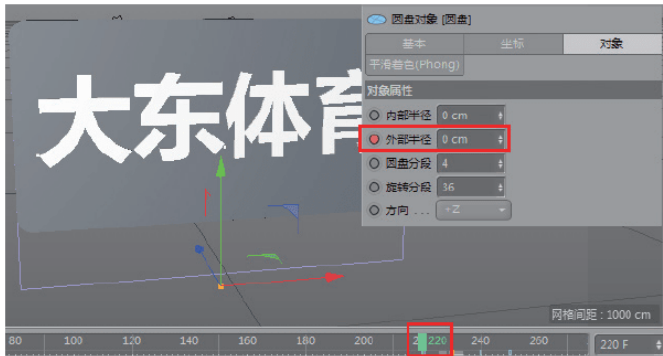 圆盘对象 [圆盘]
基本 坐标 对象
平滑着色(Phong)
对象属性
内部半径 0 cm
外部半径 0 cm
圆盘分段 4
旋转分段 36
方向 . . . +Z
大东体育
网格间距 : 1000 cm
80 100 120 140 160 180 200 220 240 260 220 F